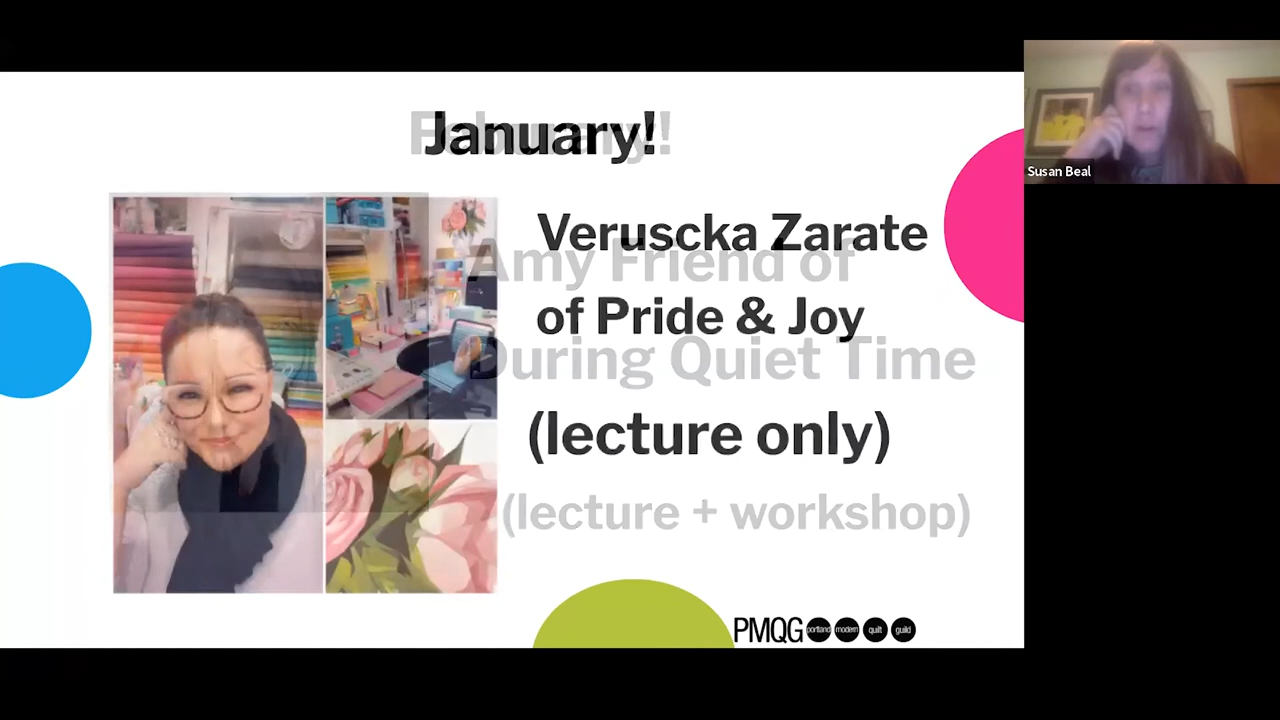 January!
February!
Veruscka Zarate
of Pride & Joy
(lecture only)
Amy Friend of
During Quiet Time
(lecture + workshop)
PMQG portland modern quilt guild
Susan Beal